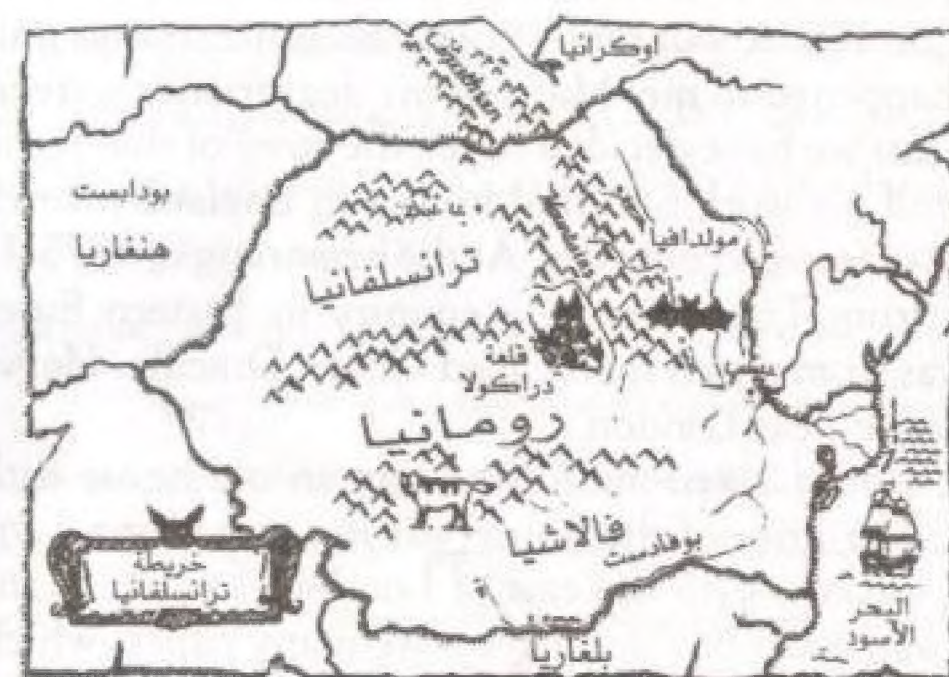 اوكرانيا
بودابست
هنغاريا
مولدافيا
ترانسلفانيا
قلعة
دراكولا
رومانيا
فالاشيا
بوخارست
خريطة
ترانسلفانيا
البحر
الأسود
بلغاريا